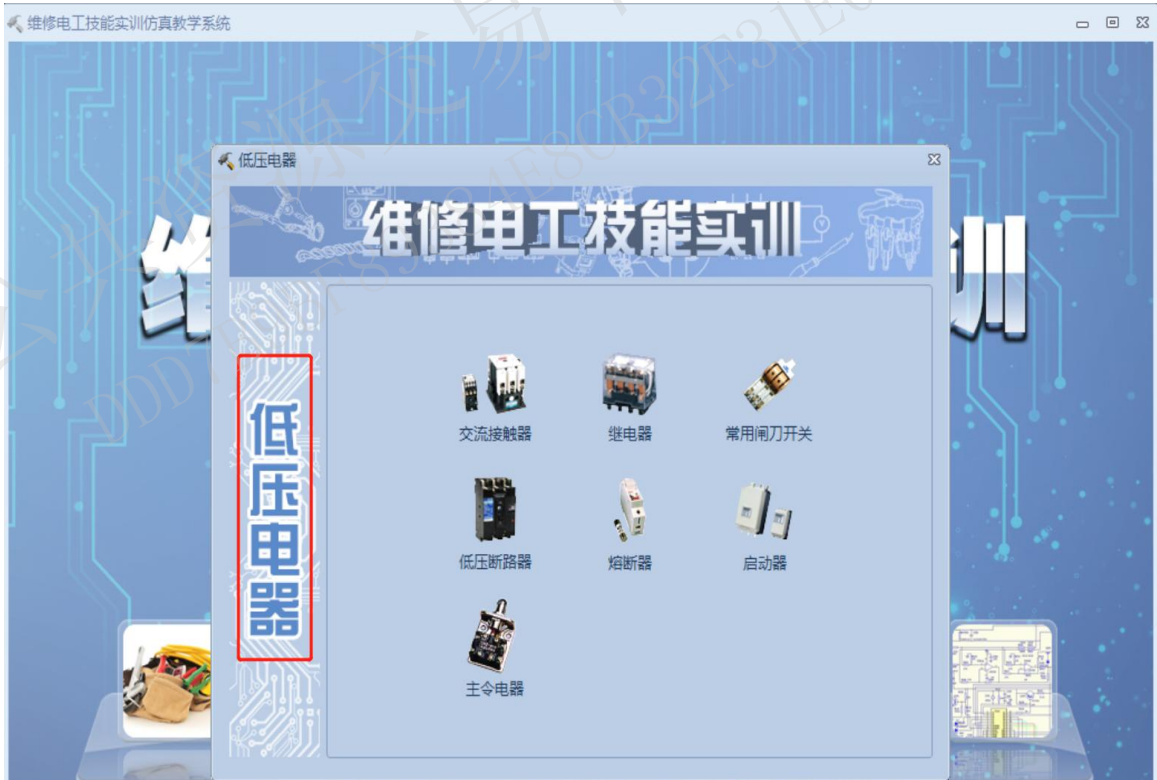 维修电工技能实训仿真教学系统
低压电器
维修电工技能实训
维
训
低压电器
交流接触器
继电器
常用闸刀开关
低压断路器
熔断器
启动器
主令电器